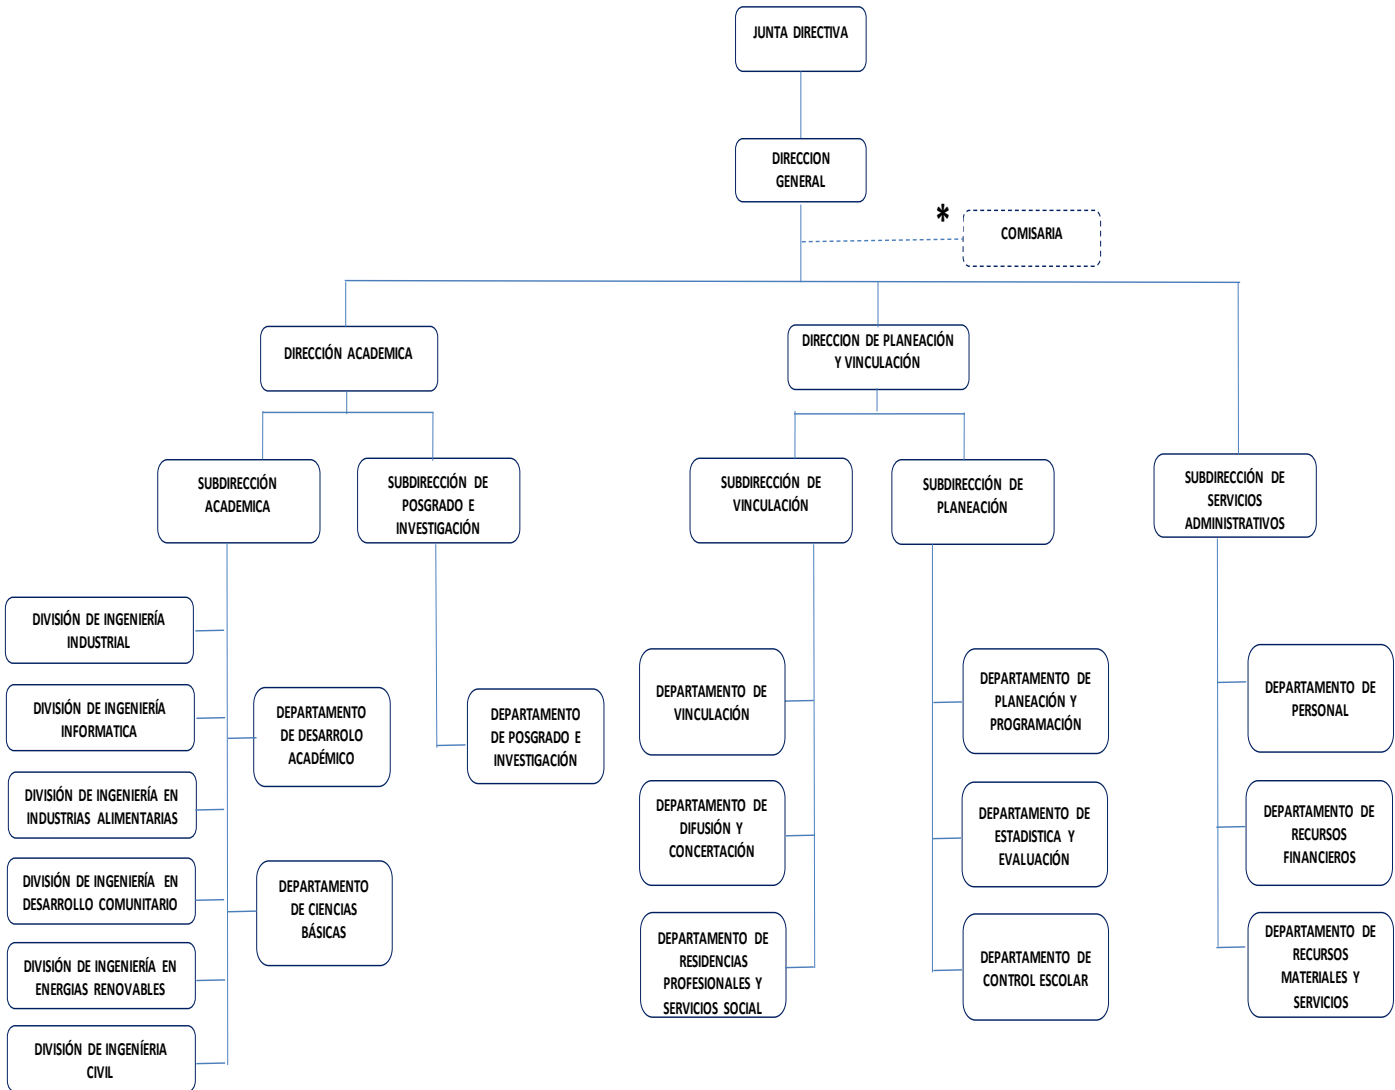 JUNTA DIRECTIVA
DIRECCION
GENERAL
*
COMISARIA
DIRECCIÓN ACADEMICA
DIRECCION DE PLANEACIÓN
Y VINCULACIÓN
SUBDIRECCIÓN
ACADEMICA
SUBDIRECCIÓN DE
POSGRADO E
INVESTIGACIÓN
SUBDIRECCIÓN DE
VINCULACIÓN
SUBDIRECCIÓN DE
PLANEACIÓN
SUBDIRECCIÓN DE
SERVICIOS
ADMINISTRATIVOS
DIVISIÓN DE INGENIERÍA
INDUSTRIAL
DIVISIÓN DE INGENIERÍA
INFORMATICA
DIVISIÓN DE INGENIERÍA EN
INDUSTRIAS ALIMENTARIAS
DIVISIÓN DE INGENIERÍA EN
DESARROLLO COMUNITARIO
DIVISIÓN DE INGENIERÍA EN
ENERGIAS RENOVABLES
DIVISIÓN DE INGENÍERIA
CIVIL
DEPARTAMENTO
DE DESARROLO
ACADÉMICO
DEPARTAMENTO
DE CIENCIAS
BÁSICAS
DEPARTAMENTO
DE POSGRADO E
INVESTIGACIÓN
DEPARTAMENTO DE
VINCULACIÓN
DEPARTAMENTO DE
DIFUSIÓN Y
CONCERTACIÓN
DEPARTAMENTO DE
RESIDENCIAS
PROFESIONALES Y
SERVICIOS SOCIAL
DEPARTAMENTO DE
PLANEACIÓN Y
PROGRAMACIÓN
DEPARTAMENTO DE
ESTADISTICA Y
EVALUACIÓN
DEPARTAMENTO DE
CONTROL ESCOLAR
DEPARTAMENTO DE
PERSONAL
DEPARTAMENTO DE
RECURSOS
FINANCIEROS
DEPARTAMENTO DE
RECURSOS
MATERIALES Y
SERVICIOS